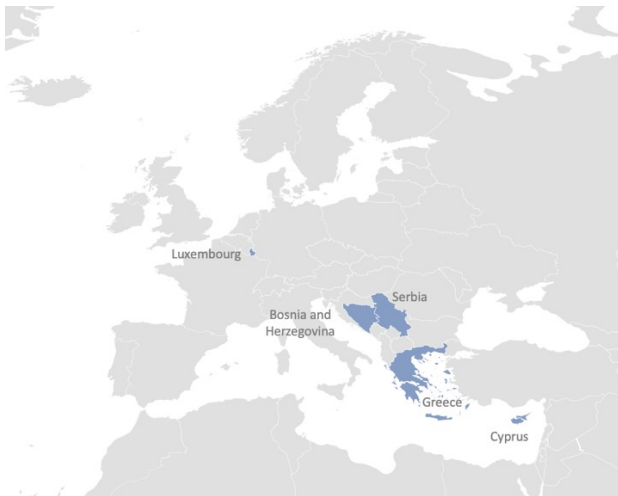 Luxembourg
Serbia
Bosnia and
Herzegovina
Greece
Cyprus